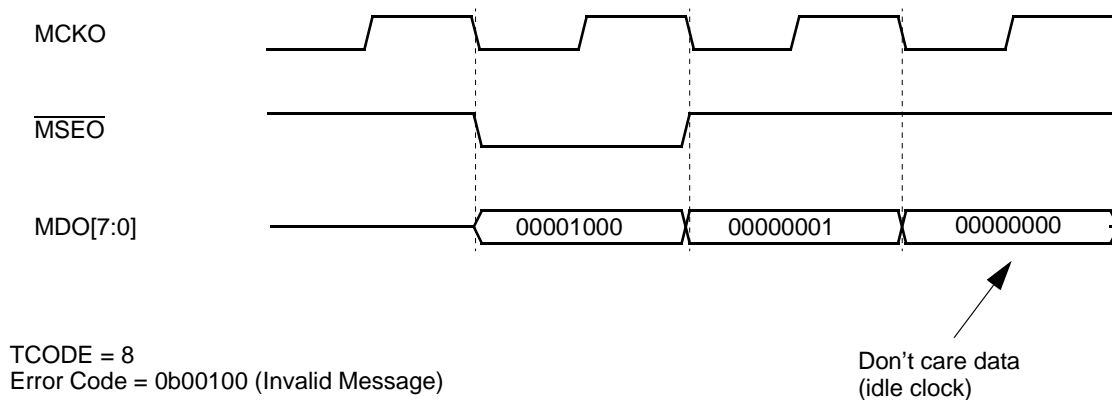 MCKO
MSEO
MDO[7:0]
00001000
00000001
00000000
TCODE = 8
Error Code = 0b00100 (Invalid Message)
Don't care data
(idle clock)